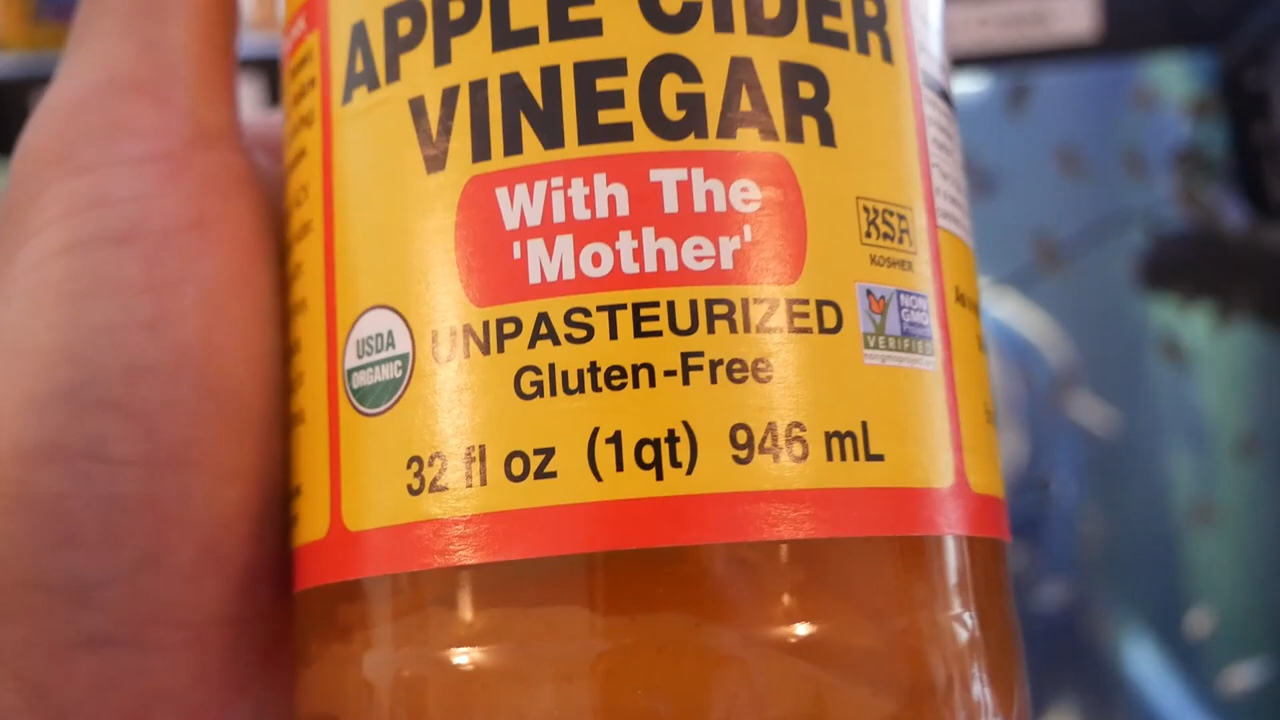 APPLE CIDER
VINEGAR
With The
'Mother'
KSA
KOSHER
UNPASTEURIZED
Gluten-Free
USDA
ORGANIC
NON
GMO
Project
VERIFIED
nongmoproject.org
32 fl oz (1qt) 946 mL